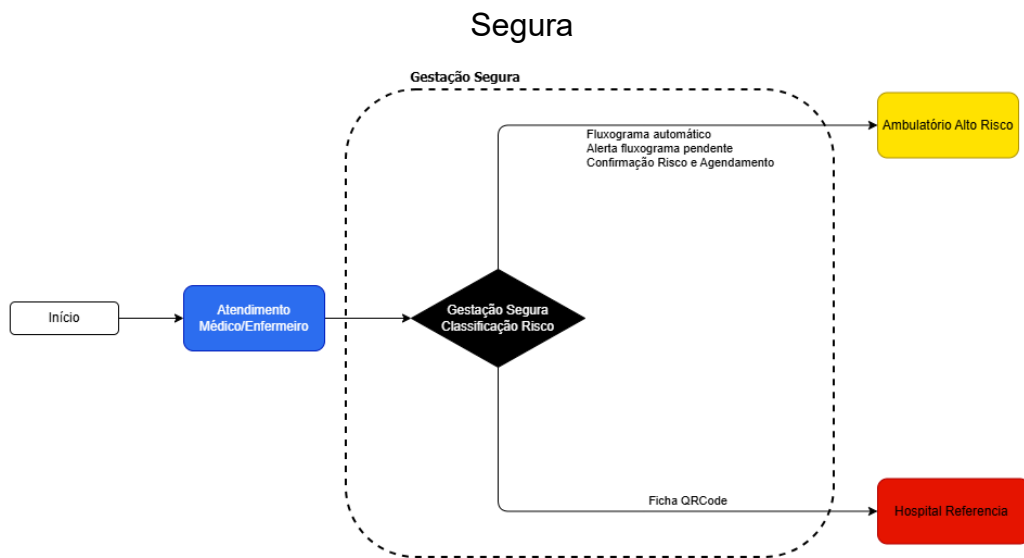 Segura
Gestação Segura
Fluxograma automático
Alerta fluxograma pendente
Confirmação Risco e Agendamento
Ambulatório Alto Risco
Início
Atendimento
Médico/Enfermeiro
Gestação Segura
Classificação Risco
Ficha QRCode
Hospital Referencia